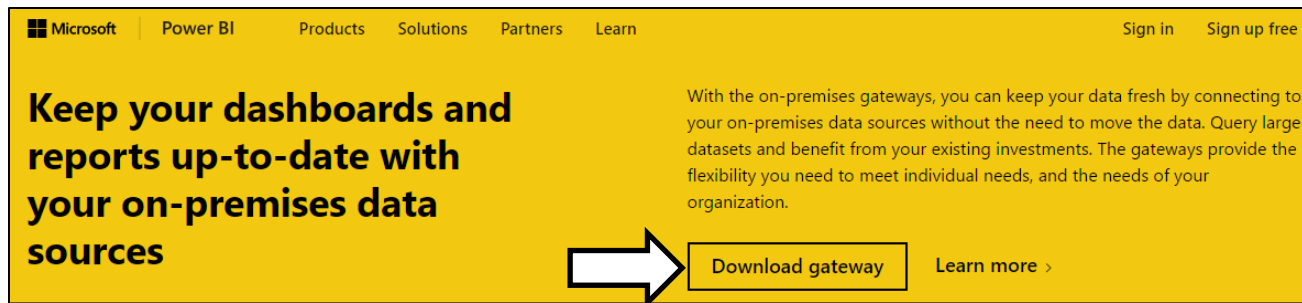 Microsoft Power BI Products Solutions Partners Learn Sign in Sign up free
Keep your dashboards and
reports up-to-date with
your on-premises data
sources
With the on-premises gateways, you can keep your data fresh by connecting to
your on-premises data sources without the need to move the data. Query large
datasets and benefit from your existing investments. The gateways provide the
flexibility you need to meet individual needs, and the needs of your
organization.
Download gateway Learn more >